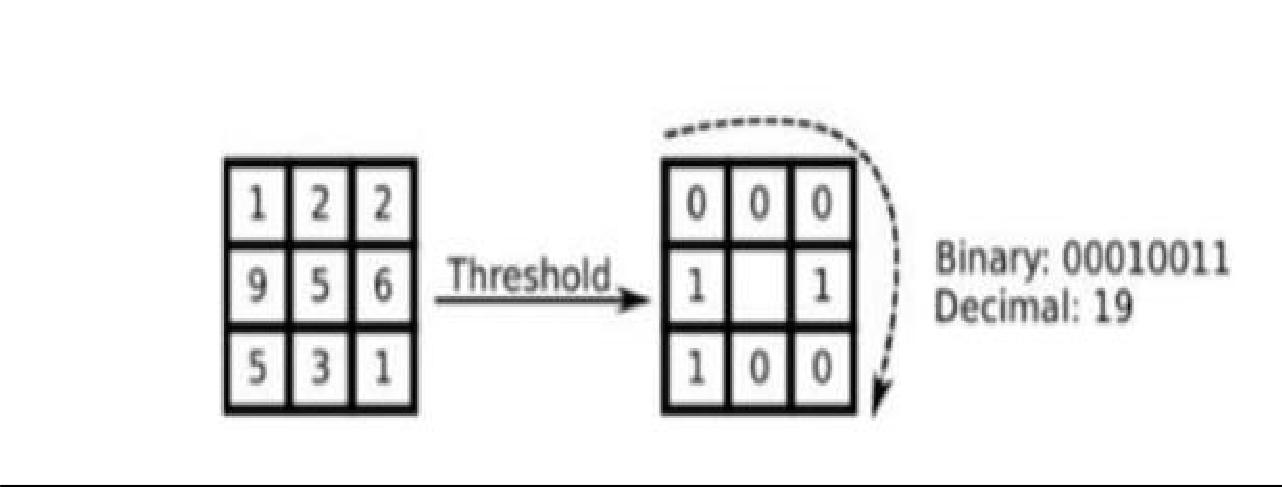 1 2 2
9 5 6
5 3 1
Threshold
0 0 0
1 1
1 0 0
Binary: 00010011
Decimal: 19